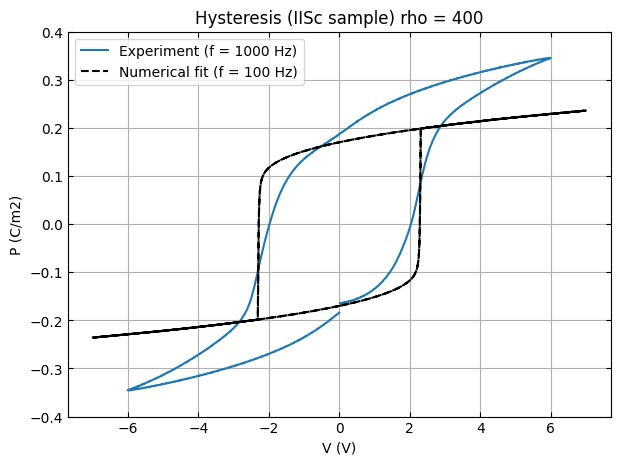 Hysteresis (IISc sample) rho = 400
Experiment (f = 1000 Hz)
Numerical fit (f = 100 Hz)
P (C/m2)
0.4
0.3
0.2
0.1
0.0
−0.1
−0.2
−0.3
−0.4
−6 −4 −2 0 2 4 6
V (V)